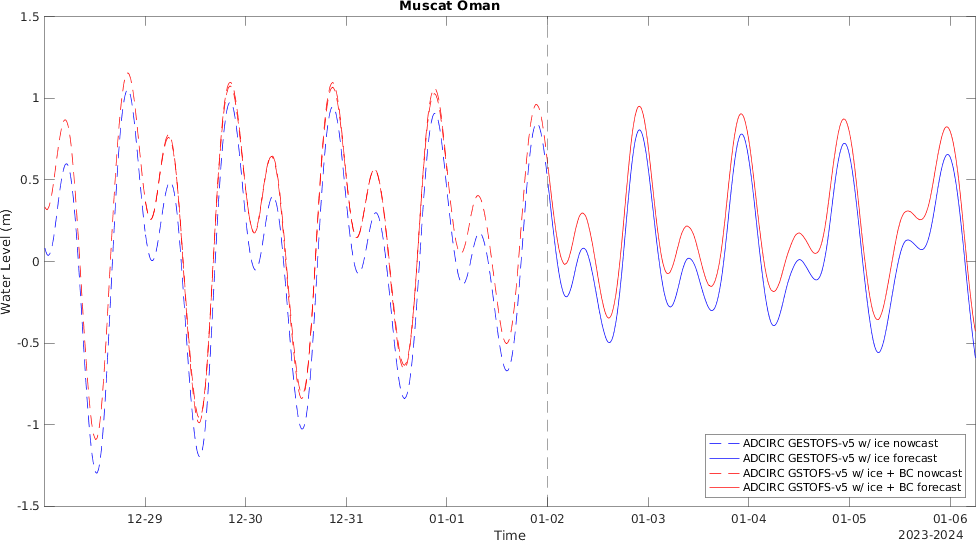 Muscat Oman
1.5
1
0.5
0
-0.5
-1
-1.5
Water Level (m)
12-29
12-30
12-31
01-01
01-02
01-03
01-04
01-05
01-06
Time
2023-2024
ADCIRC GESTOFS-v5 w/ ice nowcast
ADCIRC GESTOFS-v5 w/ ice forecast
ADCIRC GSTOFS-v5 w/ ice + BC nowcast
ADCIRC GSTOFS-v5 w/ ice + BC forecast